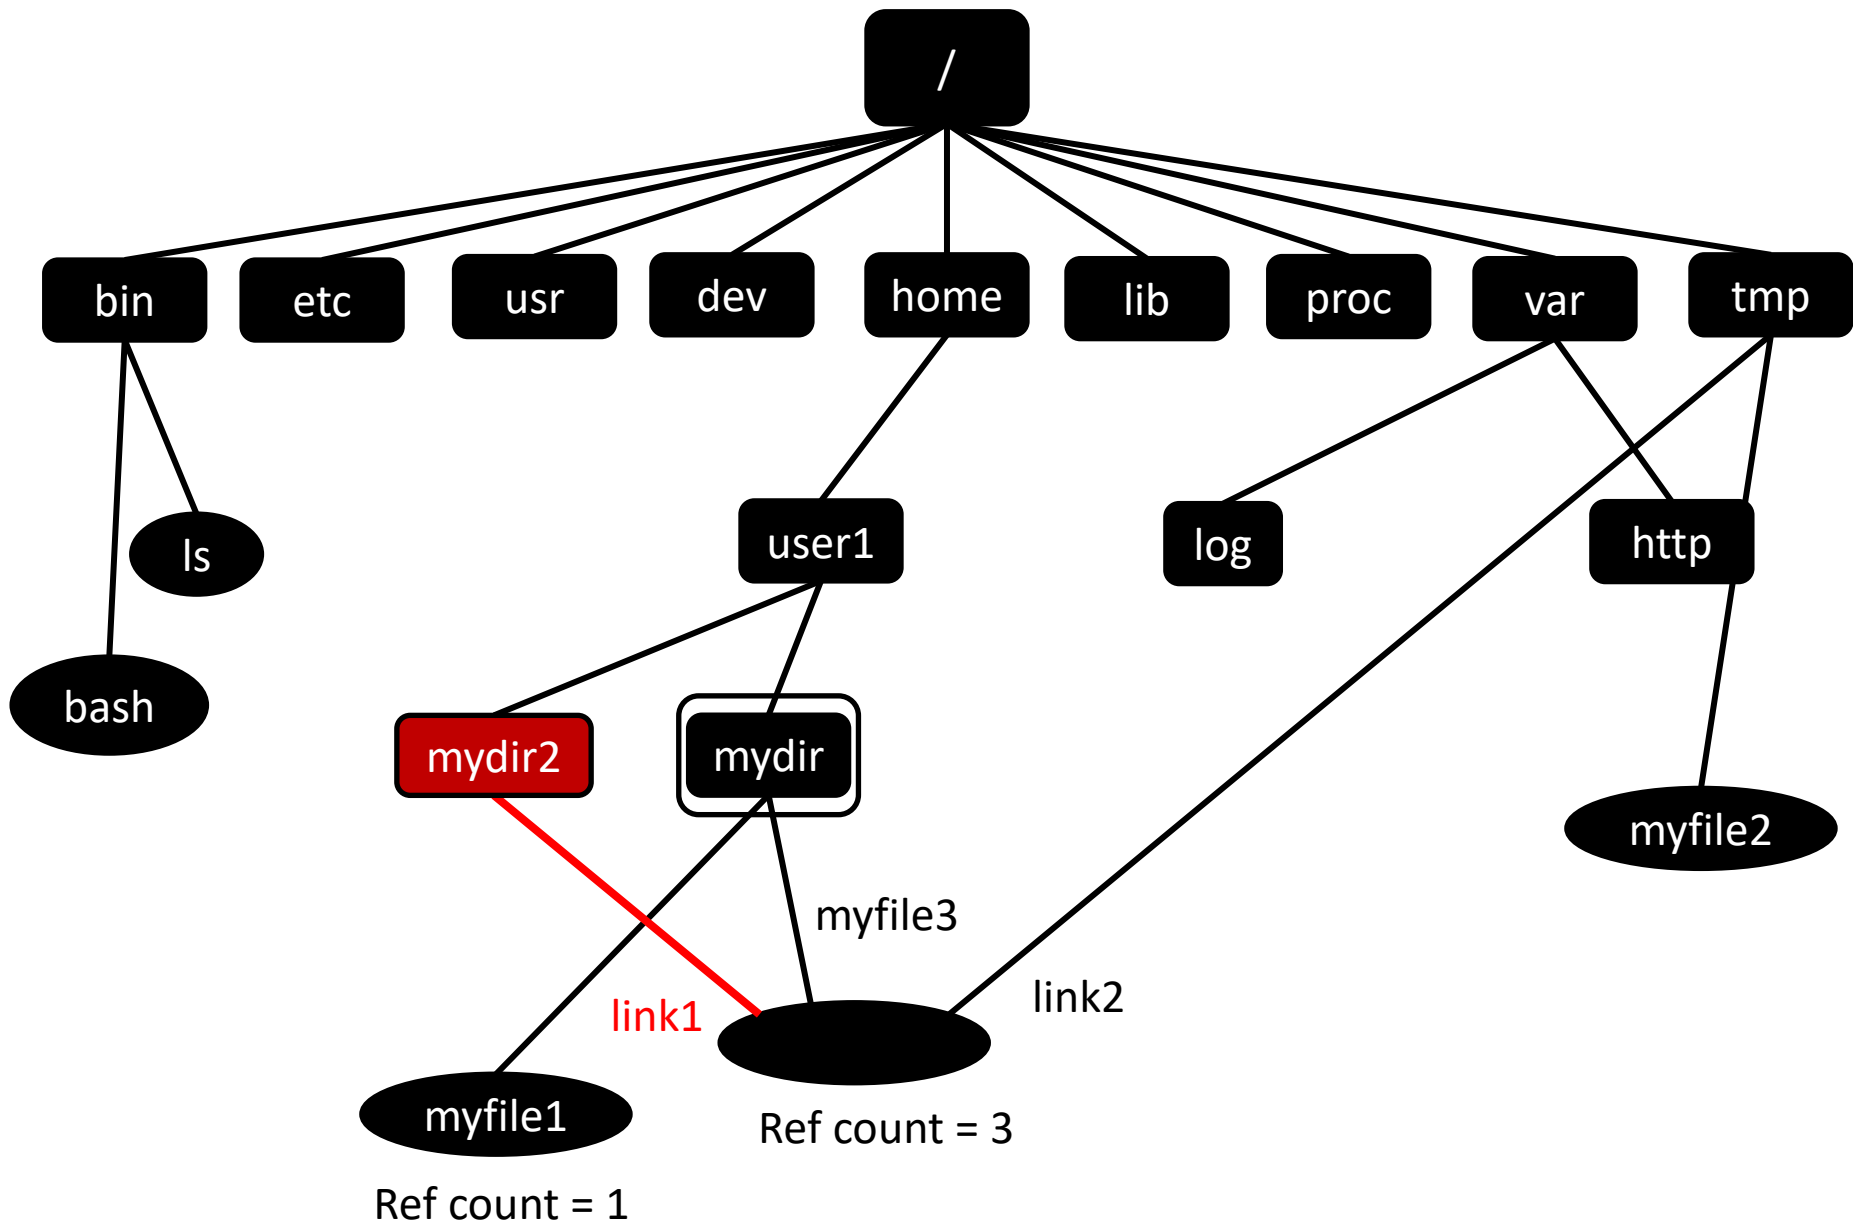 /
bin
etc
usr
dev
home
lib
proc
var
tmp
ls
user1
log
http
bash
mydir2
mydir
myfile2
myfile3
link1
link2
myfile1
Ref count = 3
Ref count = 1